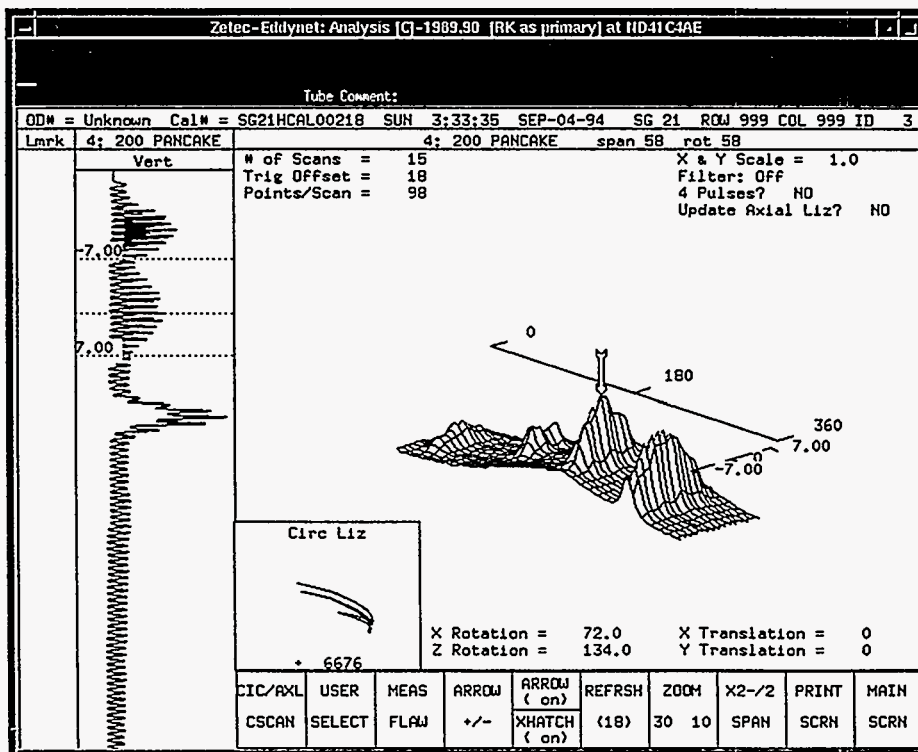 Zetec-Eddynet: Analysis [C]-1989,90 [RK as primary] at ND41C4AE
Tube Comment:
OD# = Unknown Cal# = SG21HCAL00218 SUN 3:33:35 SEP-04-94 SG 21 ROW 999 COL 999 ID 3
Lmrk 4: 200 PANCAKE 4: 200 PANCAKE span 58 rot 58
Vert
# of Scans = 15 X & Y Scale = 1.0
Trig Offset = 18 Filter: Off
Points/Scan = 98 4 Pulses? NO
Update Axial Liz? NO
-7.00
7.00
0
180
360
7.00
0
-7.00
Circ Liz
+ 6676
X Rotation = 72.0 X Translation = 0
Z Rotation = 134.0 Y Translation = 0
CIC/AXL USER MEAS ARROW ARROW ( on) REFRSH ZOOM X2-/2 PRINT MAIN
CSCAN SELECT FLAW +/- XHATCH ( on) (18) 30 10 SPAN SCRN SCRN